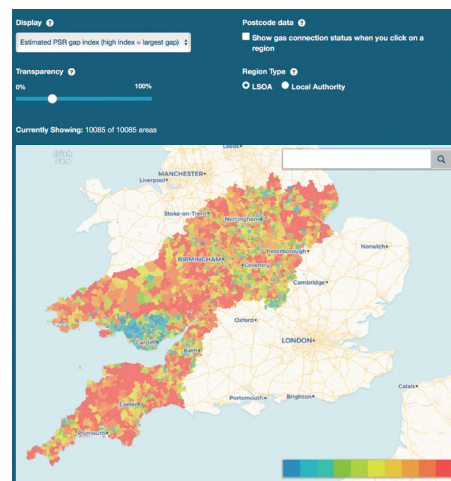 Display ?
Postcode data ?
Estimated PSR gap index (high index = largest gap)
Show gas connection status when you click on a
region
Transparency ?
Region Type ?
0%
100%
LSOA
Local Authority
Currently Showing: 10085 of 10085 areas
Irish
Sea
Leeds
MANCHESTER
Liverpool
Stoke-on-Trent
Nottingham
Norwich
Peterborough
BIRMINGHAM
Coventry
Cambridge
Oxford
Cardiff
LONDON
Bath
Calais
Portsmouth
Brighton
Exeter
Plymouth